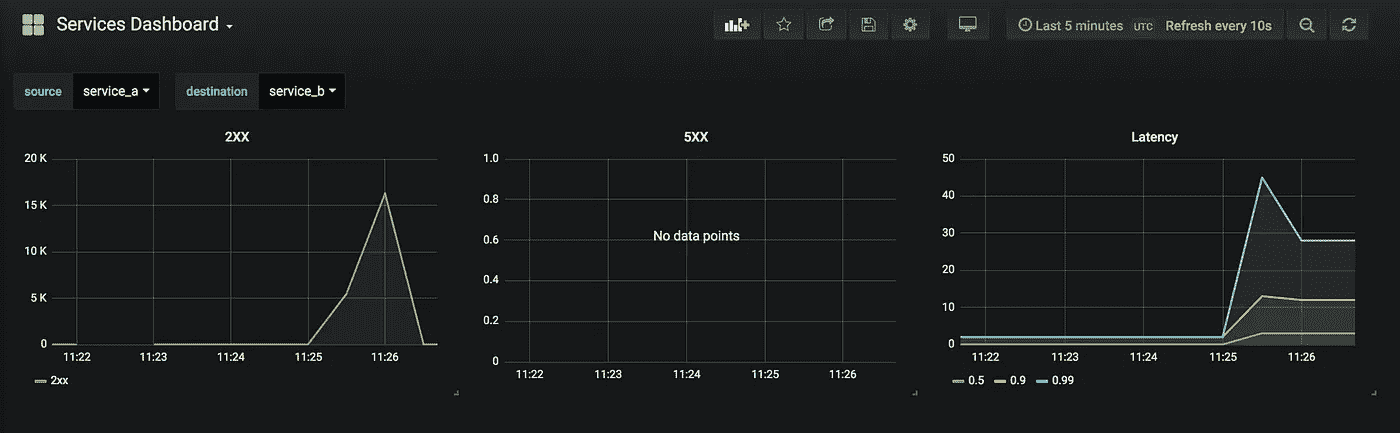 Services Dashboard
Last 5 minutes UTC Refresh every 10s
source service_a destination service_b
2XX
20 K
15 K
10 K
5 K
0
11:22 11:23 11:24 11:25 11:26
2xx
5XX
1.0
0.8
0.6
0.4
0.2
0
No data points
11:22 11:23 11:24 11:25 11:26
Latency
50
40
30
20
10
0
11:22 11:23 11:24 11:25 11:26
0.5 0.9 0.99